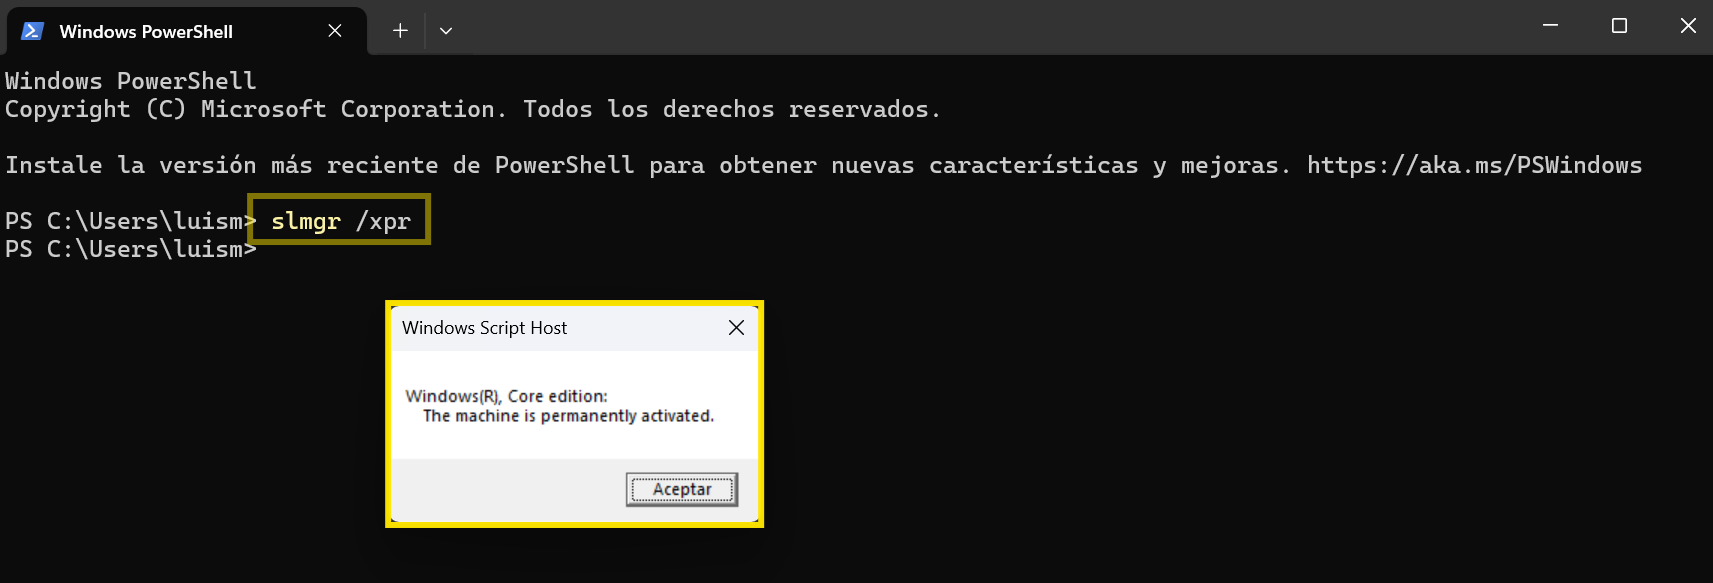 Windows PowerShell
Windows PowerShell
Copyright (C) Microsoft Corporation. Todos los derechos reservados.
Instale la versión más reciente de PowerShell para obtener nuevas características y mejoras. https://aka.ms/PSWindows
PS C:\Users\luism> slmgr /xpr
PS C:\Users\luism>
Windows Script Host
Windows(R), Core edition:
The machine is permanently activated.
Aceptar